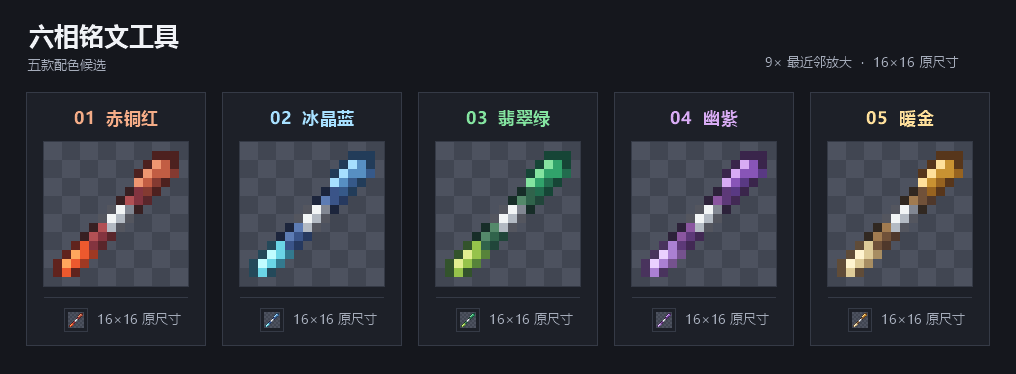 六相铭文工具
五款配色候选
9× 最近邻放大 · 16×16 原尺寸
01 赤铜红
02 冰晶蓝
03 翡翠绿
04 幽紫
05 暖金
16×16 原尺寸
16×16 原尺寸
16×16 原尺寸
16×16 原尺寸
16×16 原尺寸